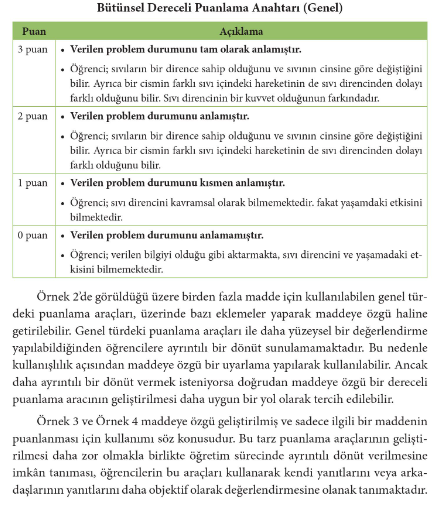 Bütünsel Dereceli Puanlama Anahtarı (Genel)
Puan Açıklama
3 puan • Verilen problem durumunu tam olarak anlamıştır.
• Öğrenci; sıvıların bir dirence sahip olduğunu ve sıvının cinsine göre değiştiğini
bilir. Ayrıca bir cismin farklı sıvı içindeki hareketinin de sıvı direncinden dolayı
farklı olduğunu bilir. Sıvı direncinin bir kuvvet olduğunun farkındadır.
2 puan • Verilen problem durumunu anlamıştır.
• Öğrenci; sıvıların bir dirence sahip olduğunu ve sıvının cinsine göre değiştiğini
bilir. Ayrıca bir cismin farklı sıvı içindeki hareketinin de sıvı direncinden dolayı
farklı olduğunu bilir.
1 puan • Verilen problem durumunu kısmen anlamıştır.
• Öğrenci; sıvı direncini kavramsal olarak bilmemektedir. fakat yaşamdaki etkisini
bilmektedir.
0 puan • Verilen problem durumunu anlamamıştır.
• Öğrenci; verilen bilgiyi olduğu gibi aktarmakta, sıvı direncini ve yaşamadaki et-
kisini bilmemektedir.
Örnek 2’de görüldüğü üzere birden fazla madde için kullanılabilen genel tür-
deki puanlama araçları, üzerinde bazı eklemeler yaparak maddeye özgü haline
getirilebilir. Genel türdeki puanlama araçları ile daha yüzeysel bir değerlendirme
yapılabildiğinden öğrencilere ayrıntılı bir dönüt sunulamamaktadır. Bu nedenle
kullanışlılık açısından maddeye özgü bir uyarlama yapılarak kullanılabilir. Ancak
daha ayrıntılı bir dönüt vermek isteniyorsa doğrudan maddeye özgü bir dereceli
puanlama aracının geliştirilmesi daha uygun bir yol olarak tercih edilebilir.
Örnek 3 ve Örnek 4 maddeye özgü geliştirilmiş ve sadece ilgili bir maddenin
puanlanması için kullanımı söz konusudur. Bu tarz puanlama araçlarının gelişti-
rilmesi daha zor olmakla birlikte öğretim sürecinde ayrıntılı dönüt verilmesine
imkân tanıması, öğrencilerin bu araçları kullanarak kendi yanıtlarını veya arka-
daşlarının yanıtlarını daha objektif olarak değerlendirmesine olanak tanımaktadır.